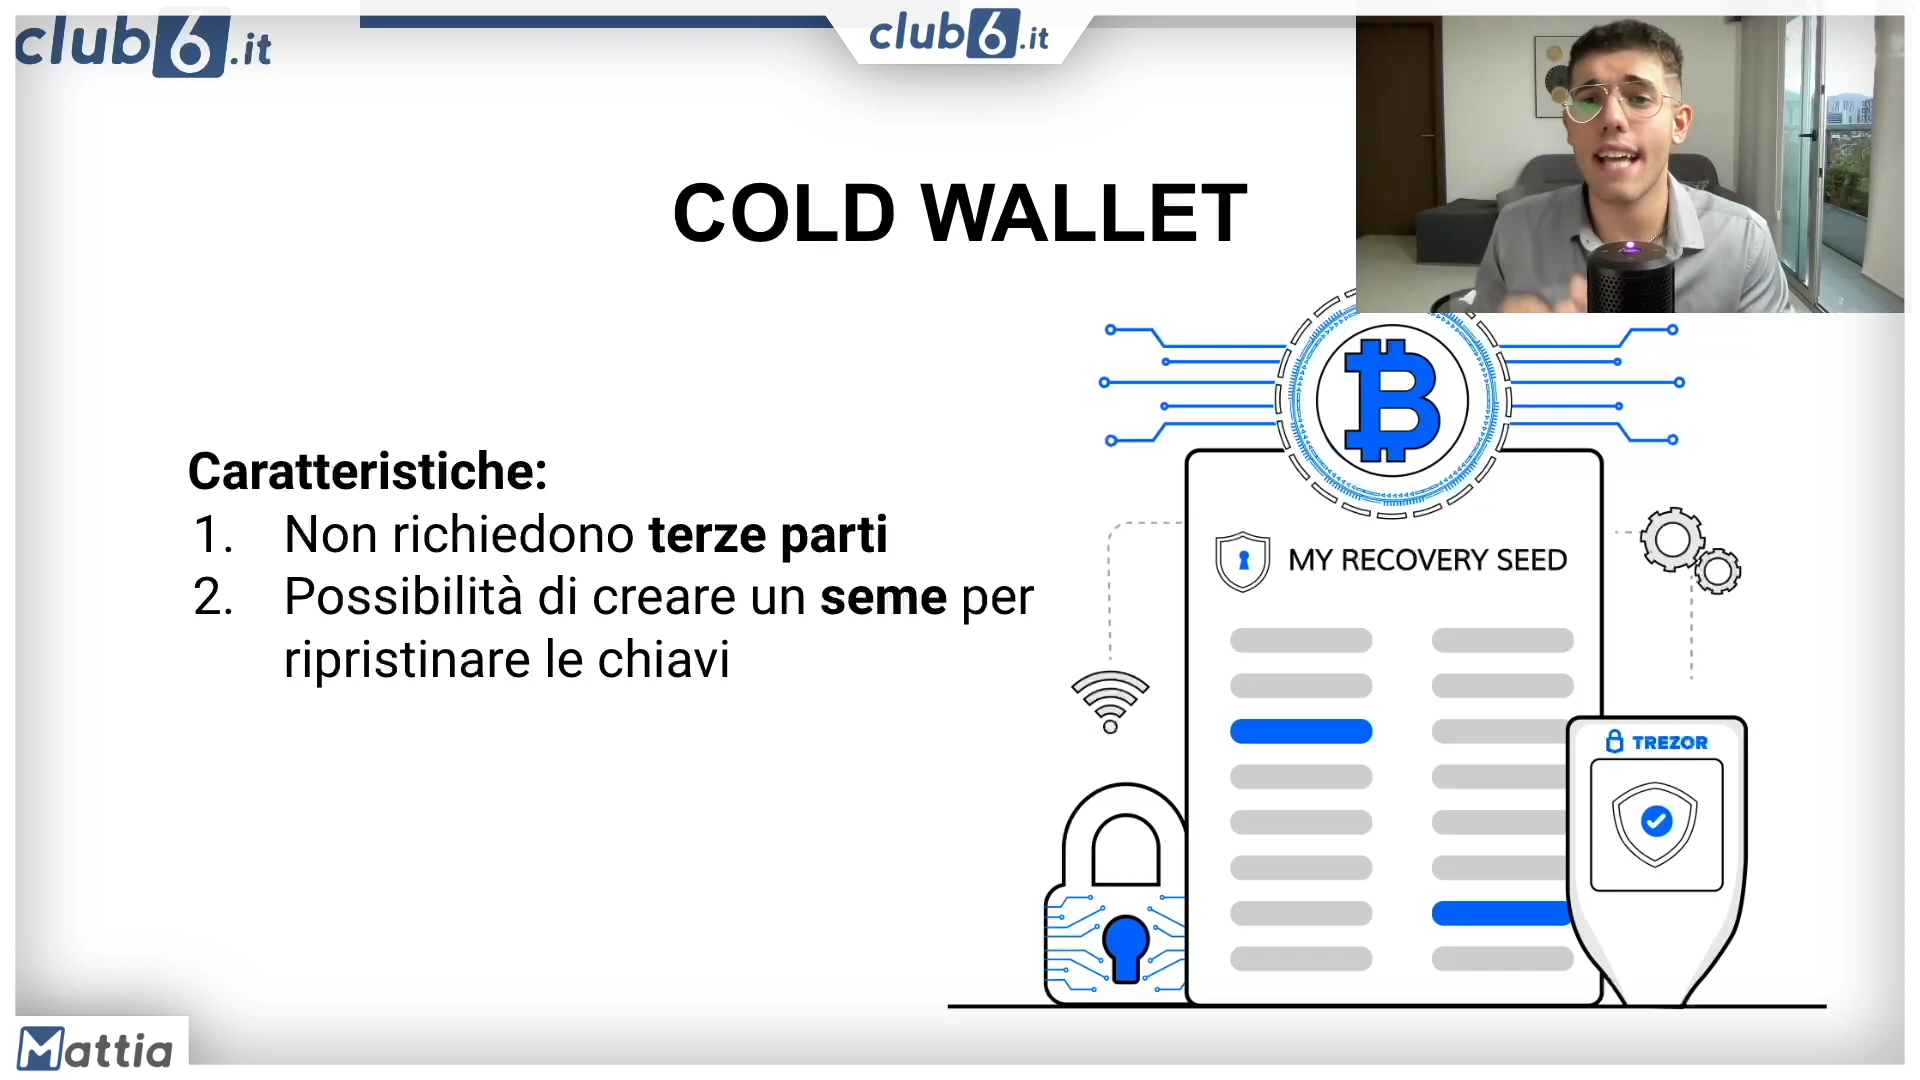 club6.it
club6.it
COLD WALLET
Caratteristiche:
1. Non richiedono terze parti
2. Possibilità di creare un seme per
ripristinare le chiavi
MY RECOVERY SEED
TREZOR
Mattia